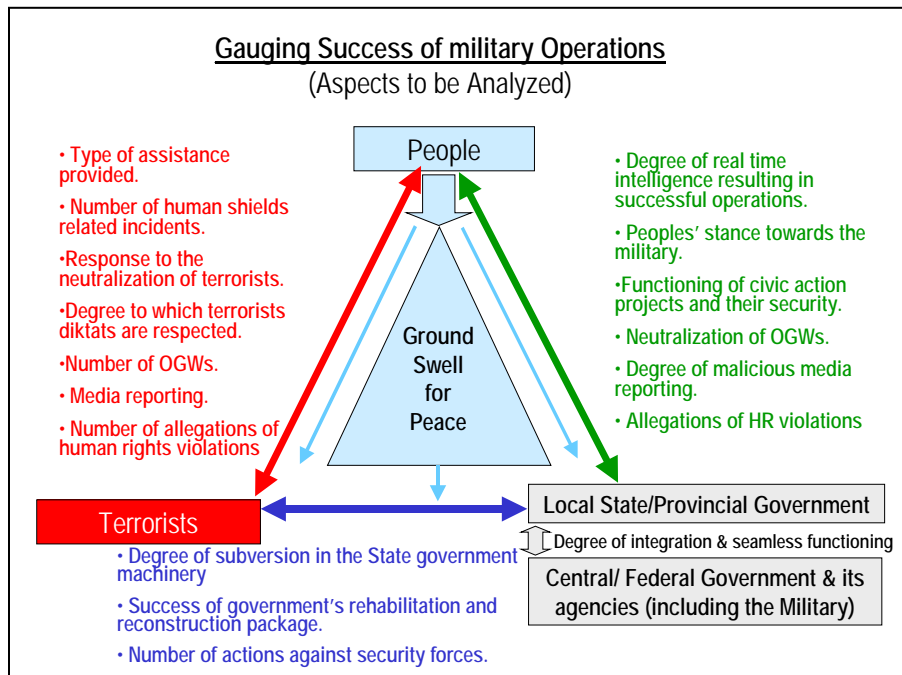 Gauging Success of military Operations
(Aspects to be Analyzed)
People
• Type of assistance
provided.
• Number of human shields
related incidents.
•Response to the
neutralization of terrorists.
•Degree to which terrorists
diktats are respected.
•Number of OGWs.
• Media reporting.
• Number of allegations of
human rights violations
• Degree of real time
intelligence resulting in
successful operations.
• Peoples' stance towards the
military.
•Functioning of civic action
projects and their security.
• Neutralization of OGWs.
• Degree of malicious media
reporting.
• Allegations of HR violations
Ground
Swell
for
Peace
Terrorists
Local State/Provincial Government
Degree of integration & seamless functioning
Central/ Federal Government & its
agencies (including the Military)
• Degree of subversion in the State government
machinery
• Success of government's rehabilitation and
reconstruction package.
• Number of actions against security forces.